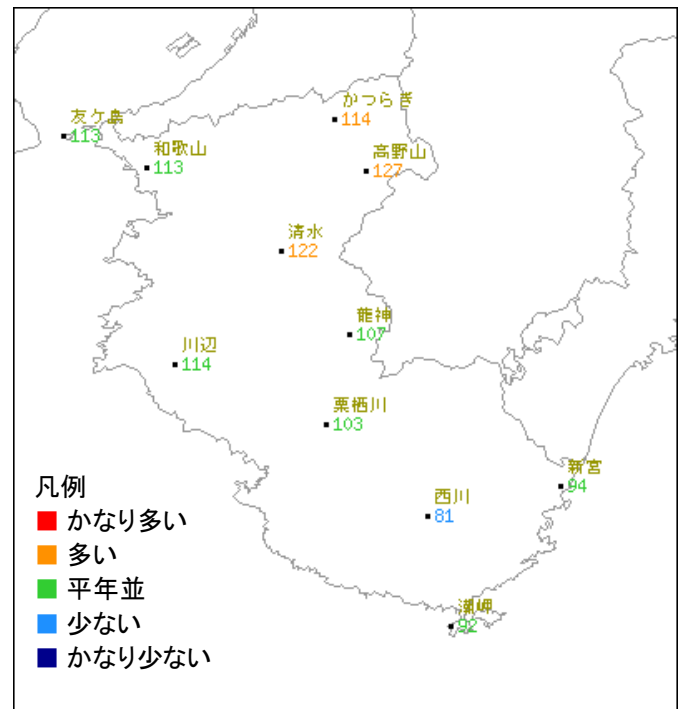 かつらぎ
114
友ケ島
113
和歌山
113
高野山
127
清水
122
龍神
107
川辺
114
栗栖川
103
新宮
94
西川
81
潮岬
92
凡例
かなり多い
多い
平年並
少ない
かなり少ない